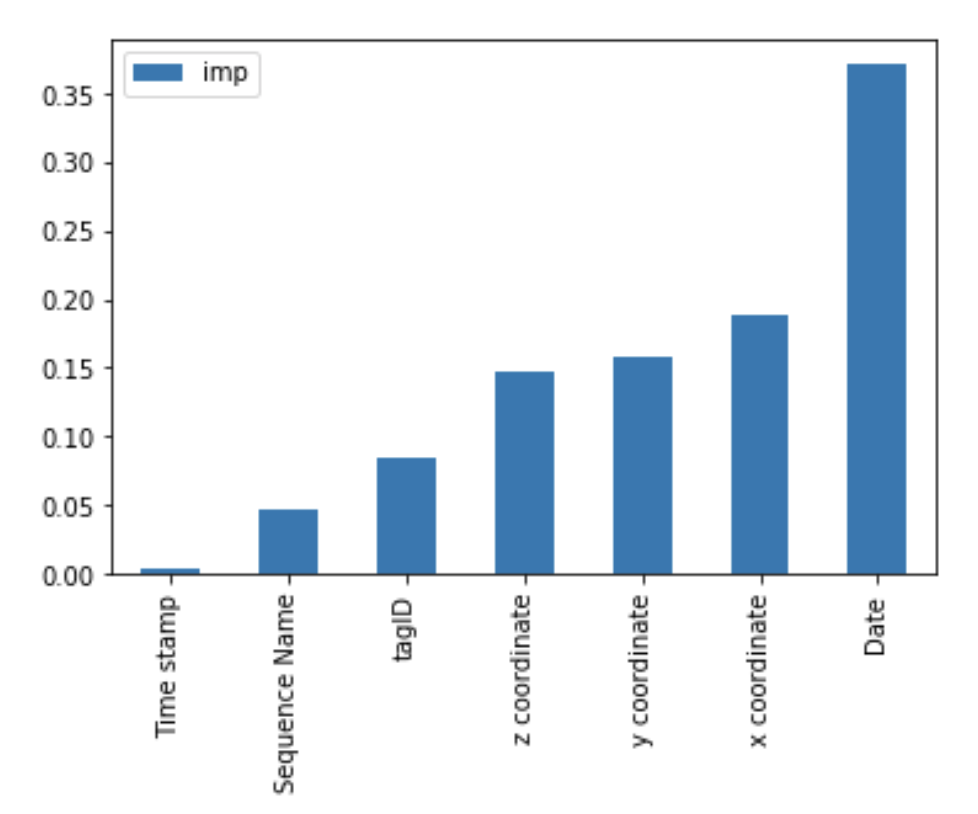 imp
0.35
0.30
0.25
0.20
0.15
0.10
0.05
0.00
Time stamp
Sequence Name
tagID
z coordinate
y coordinate
x coordinate
Date